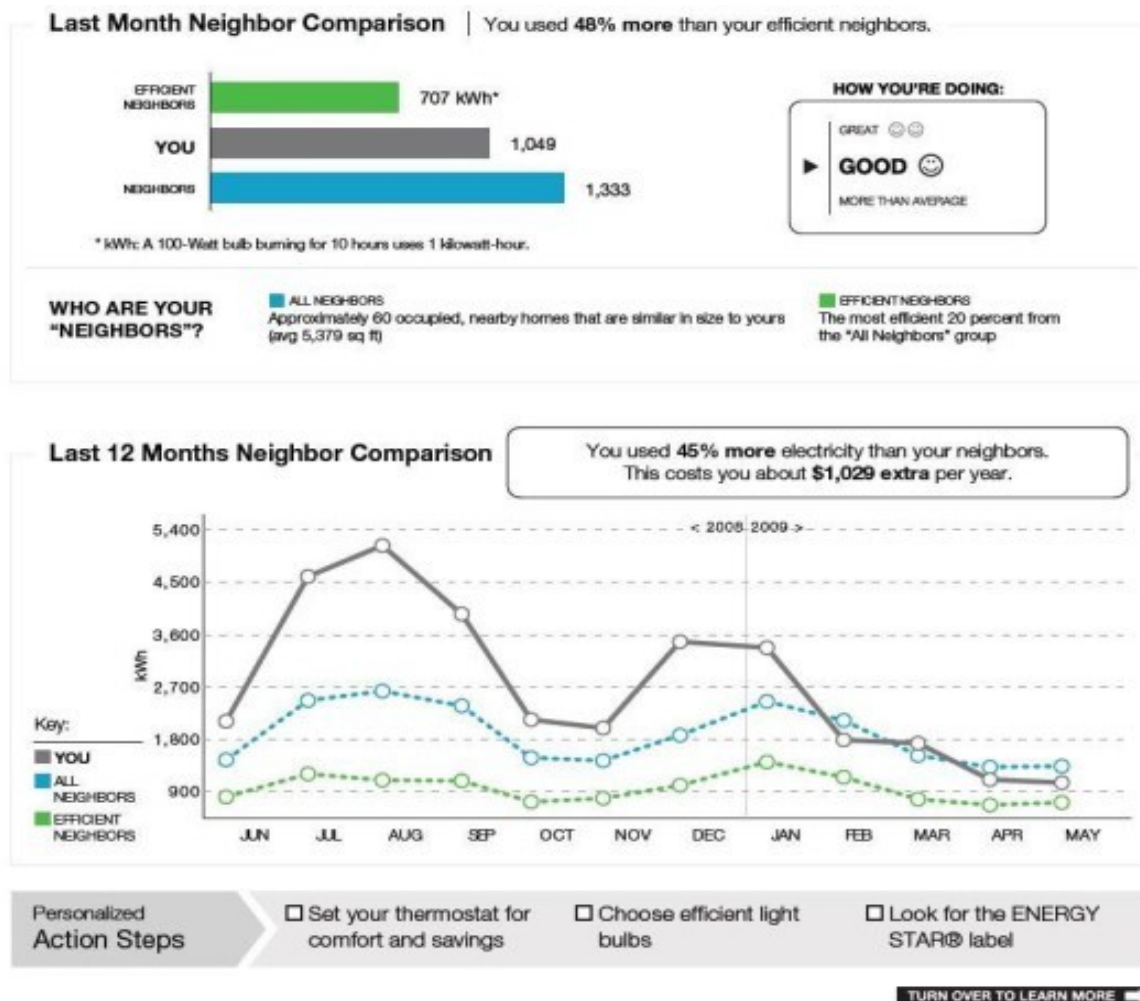 Last Month Neighbor Comparison | You used 48% more than your efficient neighbors.
EFFICIENT
NEIGHBORS
707 kWh*
YOU
1,049
NEIGHBORS
1,333
* kWh: A 100-Watt bulb burning for 10 hours uses 1 kilowatt-hour.
HOW YOU'RE DOING:
GREAT
GOOD
MORE THAN AVERAGE
WHO ARE YOUR
"NEIGHBORS"?
ALL NEIGHBORS
Approximately 60 occupied, nearby homes that are similar in size to yours
(avg 5,379 sq ft)
EFFICIENT NEIGHBORS
The most efficient 20 percent from
the "All Neighbors" group
Last 12 Months Neighbor Comparison
You used 45% more electricity than your neighbors.
This costs you about $1,029 extra per year.
< 2008 2009 >
5,400
4,500
3,600
2,700
1,800
900
kWh
Key:
YOU
ALL
NEIGHBORS
EFFICIENT
NEIGHBORS
JUN JUL AUG SEP OCT NOV DEC JAN FEB MAR APR MAY
Personalized
Action Steps
Set your thermostat for
comfort and savings
Choose efficient light
bulbs
Look for the ENERGY
STAR® label
TURN OVER TO LEARN MORE